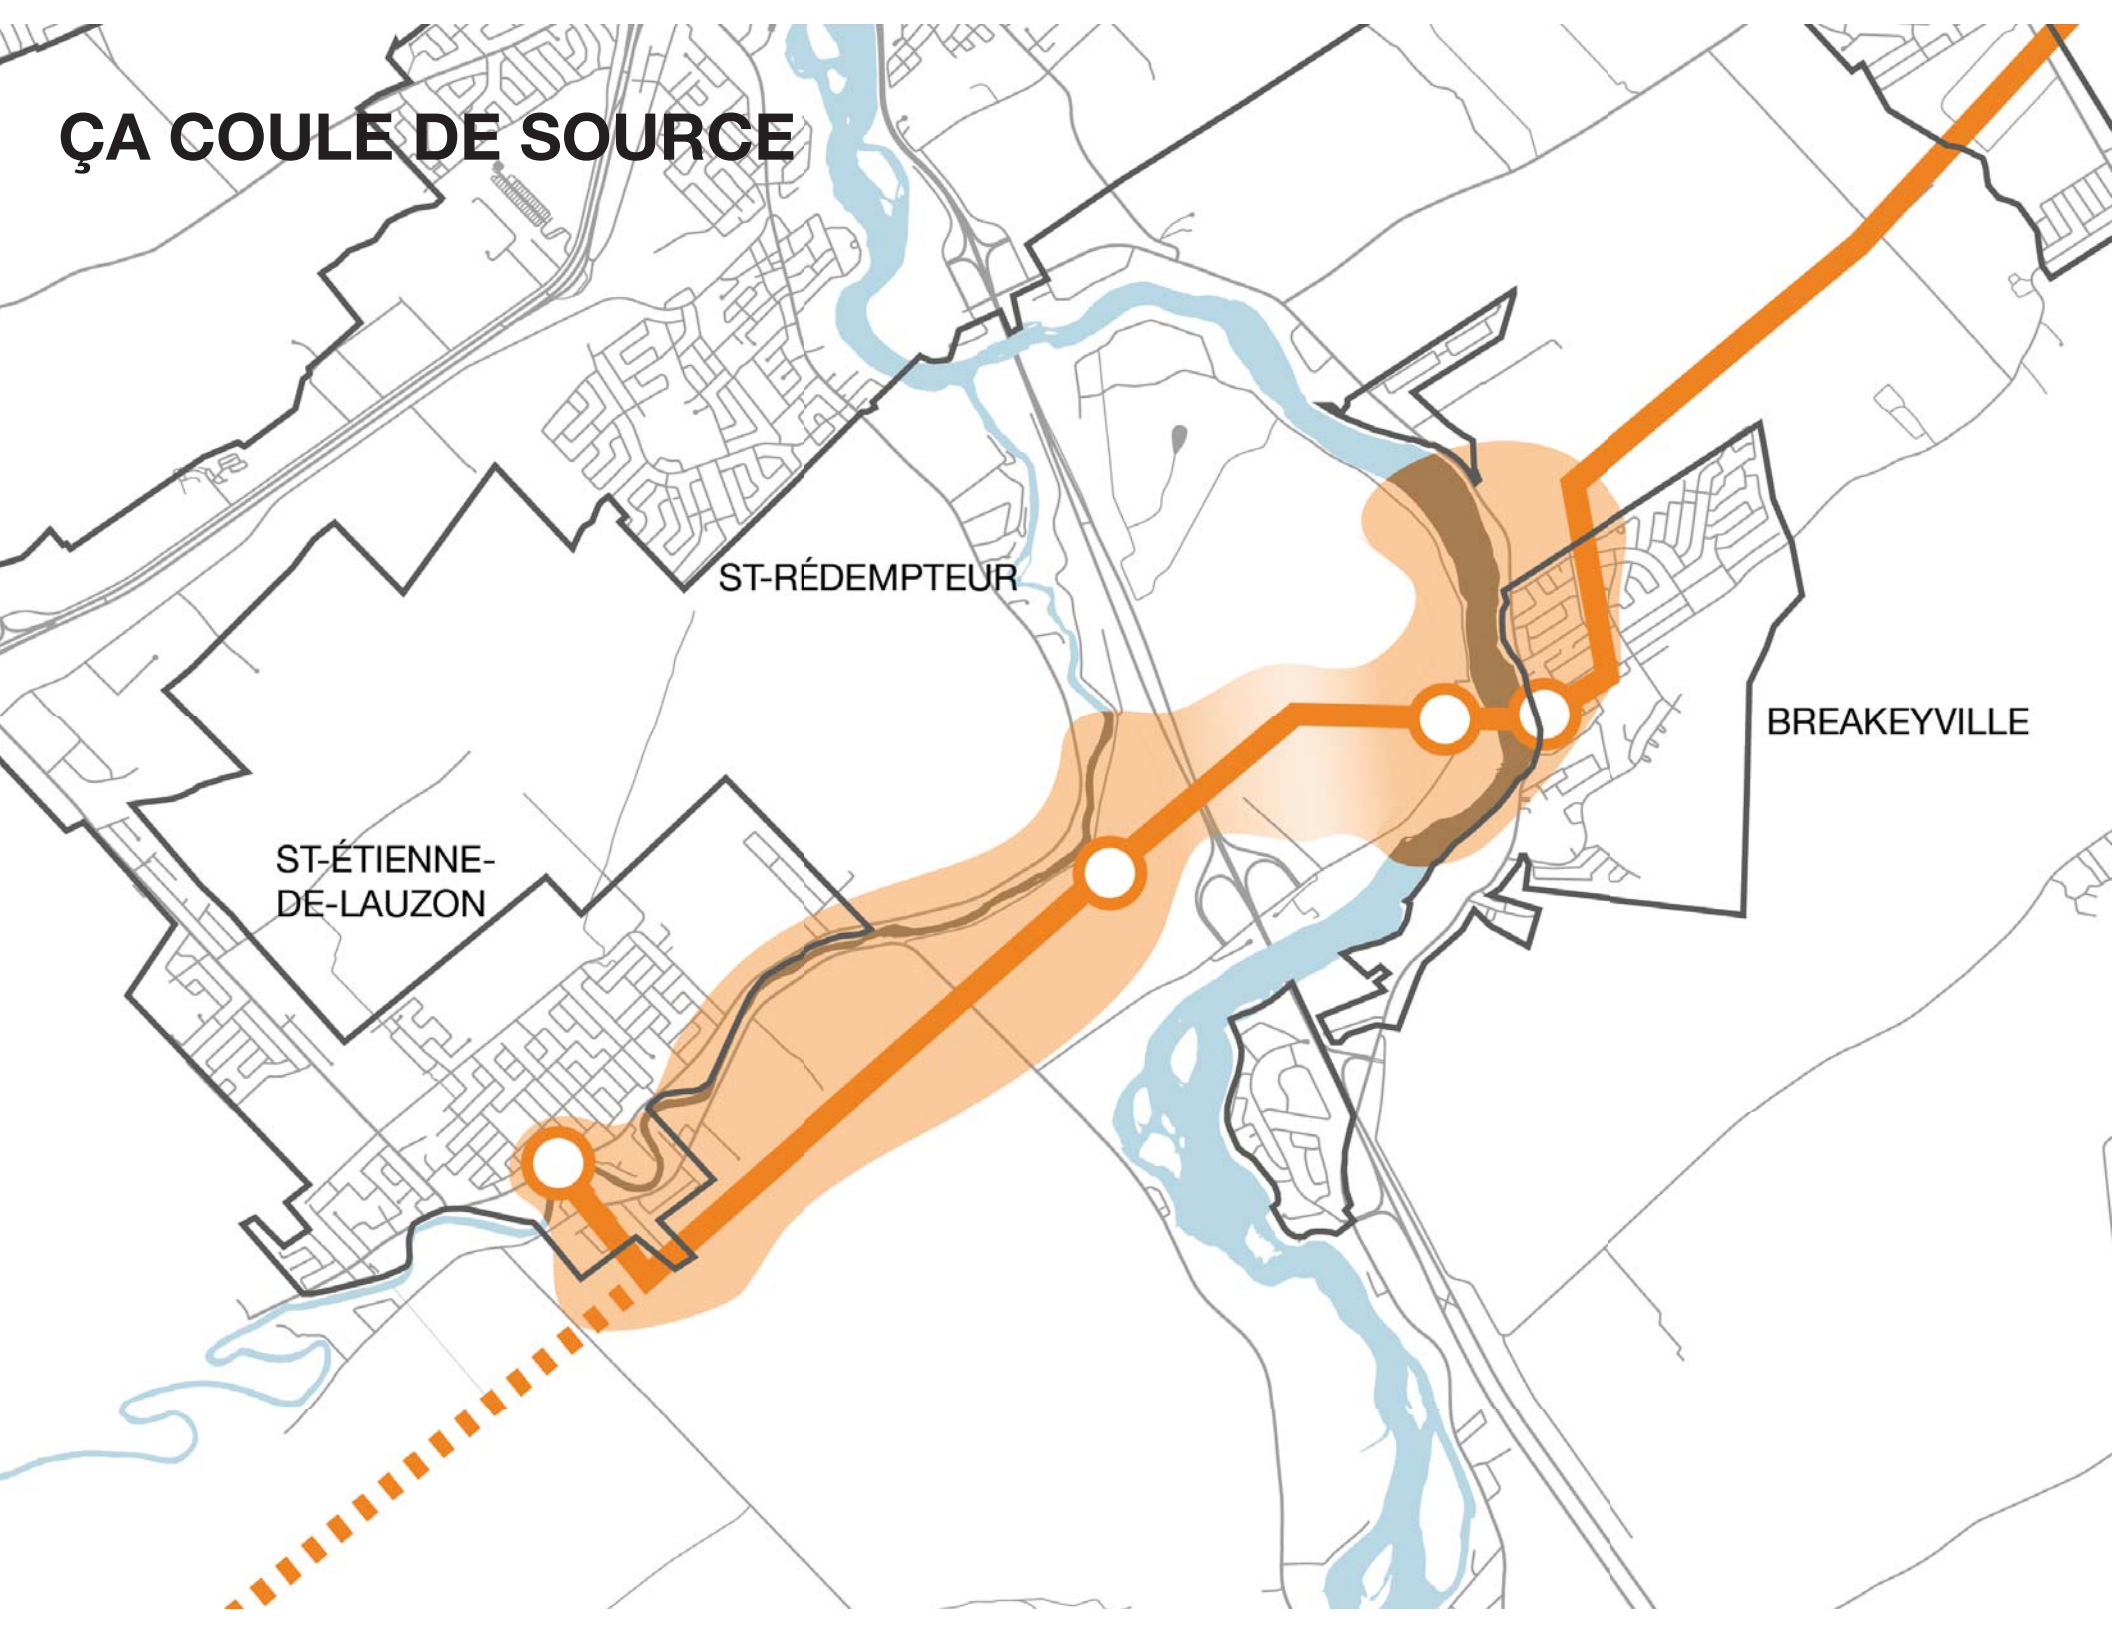 ÇA COULE DE SOURCE
ST-RÉDEMPTEUR
BREAKEYVILLE
ST-ÉTIENNE-
DE-LAUZON